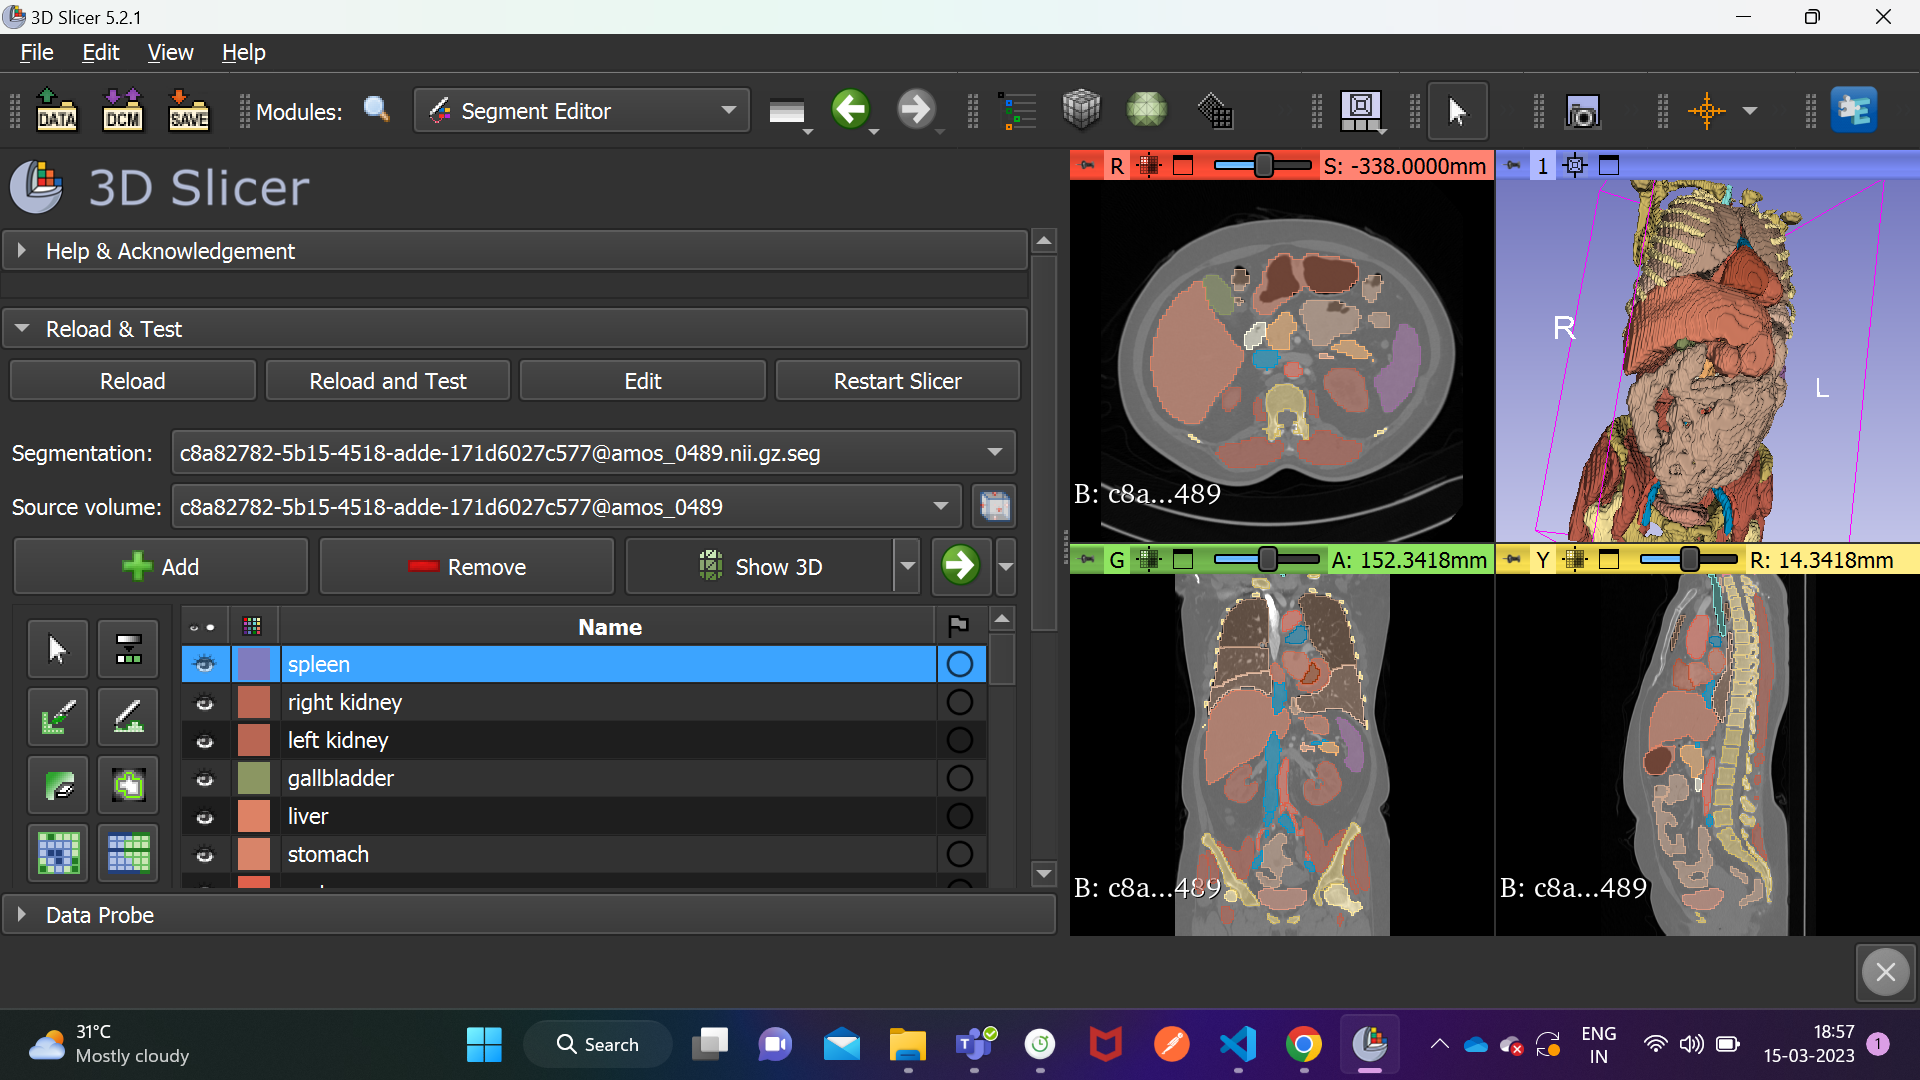 3D Slicer 5.2.1
File Edit View Help
DATA DCM SAVE Modules: Segment Editor
3D Slicer
Help & Acknowledgement
Reload & Test
Reload Reload and Test Edit Restart Slicer
Segmentation: c8a82782-5b15-4518-adde-171d6027c577@amos_0489.nii.gz.seg
Source volume: c8a82782-5b15-4518-adde-171d6027c577@amos_0489
Add Remove Show 3D
Name
spleen
right kidney
left kidney
gallbladder
liver
stomach
Data Probe
R S: -338.0000mm
B: c8a...489
1
R
L
G A: 152.3418mm
B: c8a...489
Y R: 14.3418mm
B: c8a...489
31°C
Mostly cloudy
Search
ENG
IN
18:57
15-03-2023
1